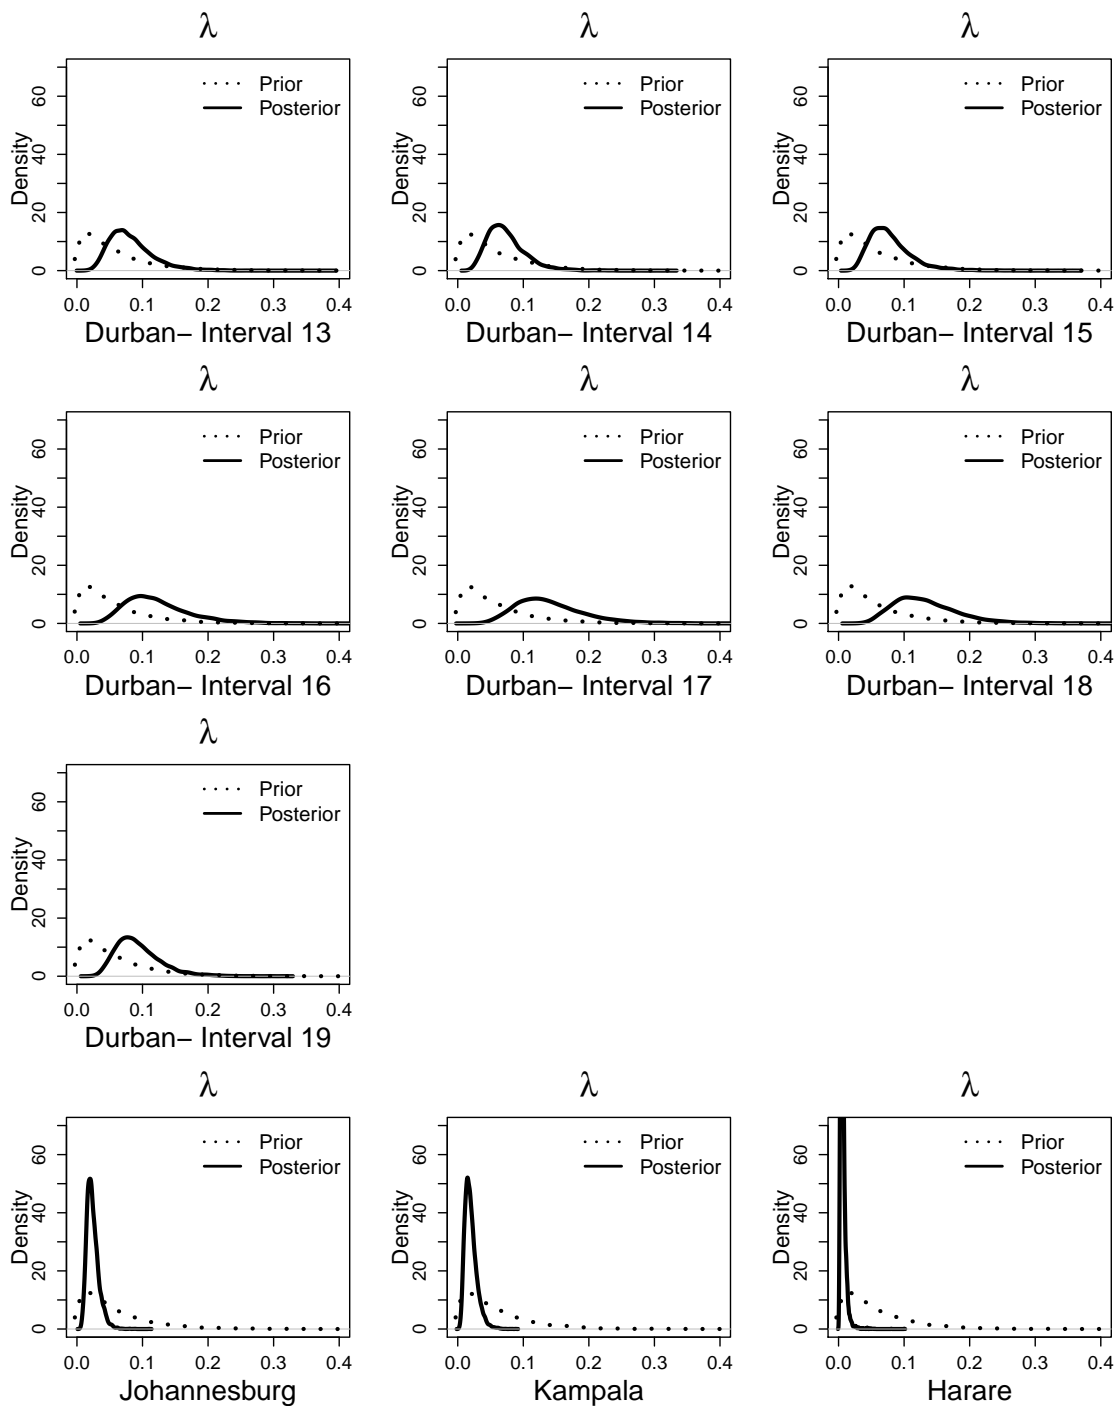 λ
Density
0 20 40 60
Prior
Posterior
0.0 0.1 0.2 0.3 0.4
Durban− Interval 13
λ
Density
0 20 40 60
Prior
Posterior
0.0 0.1 0.2 0.3 0.4
Durban− Interval 14
λ
Density
0 20 40 60
Prior
Posterior
0.0 0.1 0.2 0.3 0.4
Durban− Interval 15
λ
Density
0 20 40 60
Prior
Posterior
0.0 0.1 0.2 0.3 0.4
Durban− Interval 16
λ
Density
0 20 40 60
Prior
Posterior
0.0 0.1 0.2 0.3 0.4
Durban− Interval 17
λ
Density
0 20 40 60
Prior
Posterior
0.0 0.1 0.2 0.3 0.4
Durban− Interval 18
λ
Density
0 20 40 60
Prior
Posterior
0.0 0.1 0.2 0.3 0.4
Durban− Interval 19
λ
Density
0 20 40 60
Prior
Posterior
0.0 0.1 0.2 0.3 0.4
Johannesburg
λ
Density
0 20 40 60
Prior
Posterior
0.0 0.1 0.2 0.3 0.4
Kampala
λ
Density
0 20 40 60
Prior
Posterior
0.0 0.1 0.2 0.3 0.4
Harare